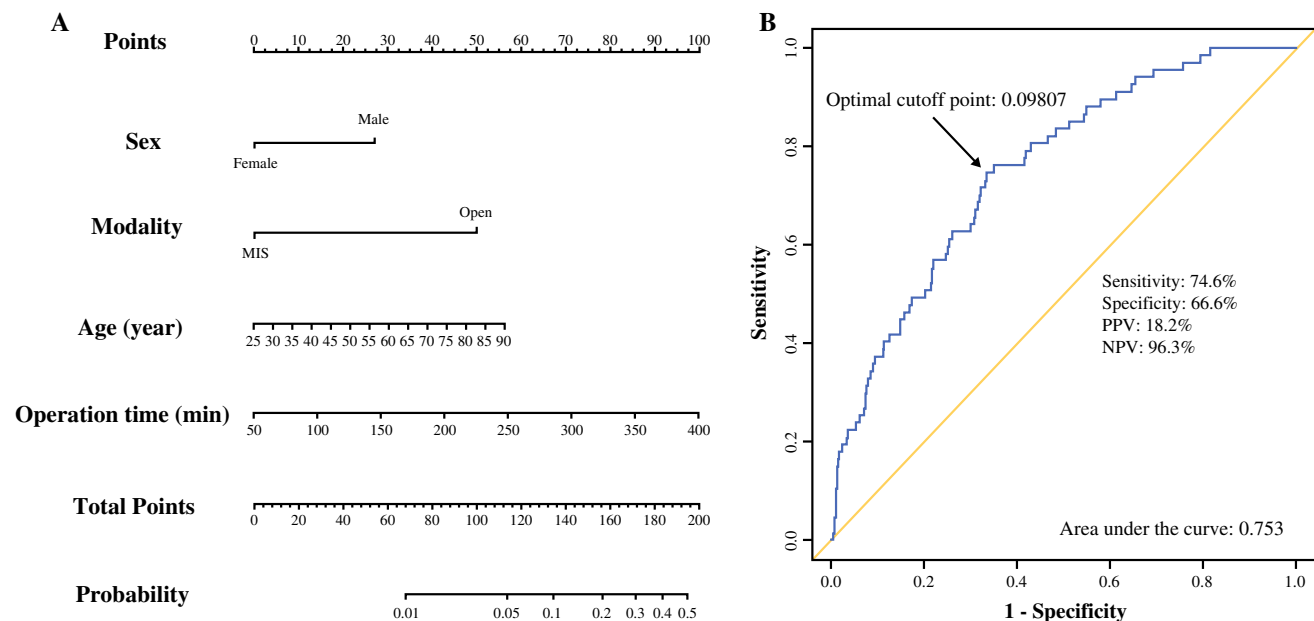 A
Points
0 10 20 30 40 50 60 70 80 90 100
Sex
Male
Female
Modality
Open
MIS
Age (year)
25 30 35 40 45 50 55 60 65 70 75 80 85 90
Operation time (min)
50 100 150 200 250 300 350 400
Total Points
0 20 40 60 80 100 120 140 160 180 200
Probability
0.01 0.05 0.1 0.2 0.3 0.4 0.5
B
Sensitivity
1.0
0.8
0.6
0.4
0.2
0.0
Optimal cutoff point: 0.09807
Sensitivity: 74.6%
Specificity: 66.6%
PPV: 18.2%
NPV: 96.3%
Area under the curve: 0.753
0.0 0.2 0.4 0.6 0.8 1.0
1 - Specificity